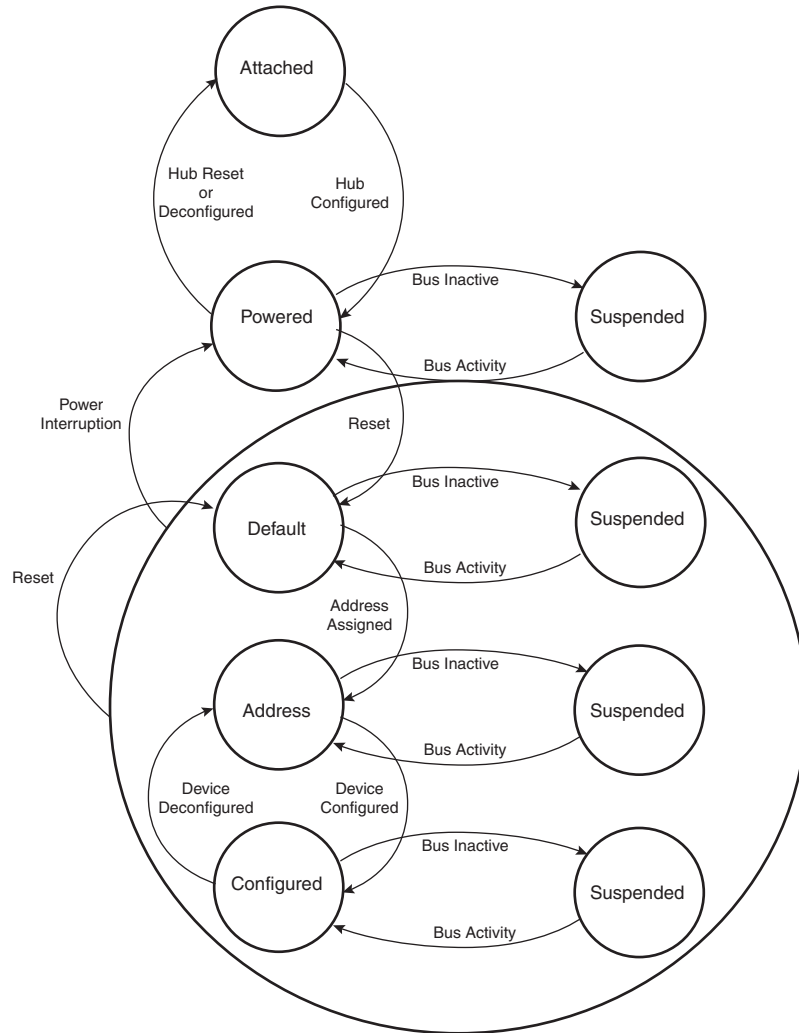 Attached
Hub Reset
or
Deconfigured
Hub
Configured
Bus Inactive
Powered
Suspended
Bus Activity
Power
Interruption
Reset
Bus Inactive
Default
Suspended
Bus Activity
Reset
Address
Assigned
Bus Inactive
Address
Suspended
Bus Activity
Device
Deconfigured
Device
Configured
Bus Inactive
Configured
Suspended
Bus Activity